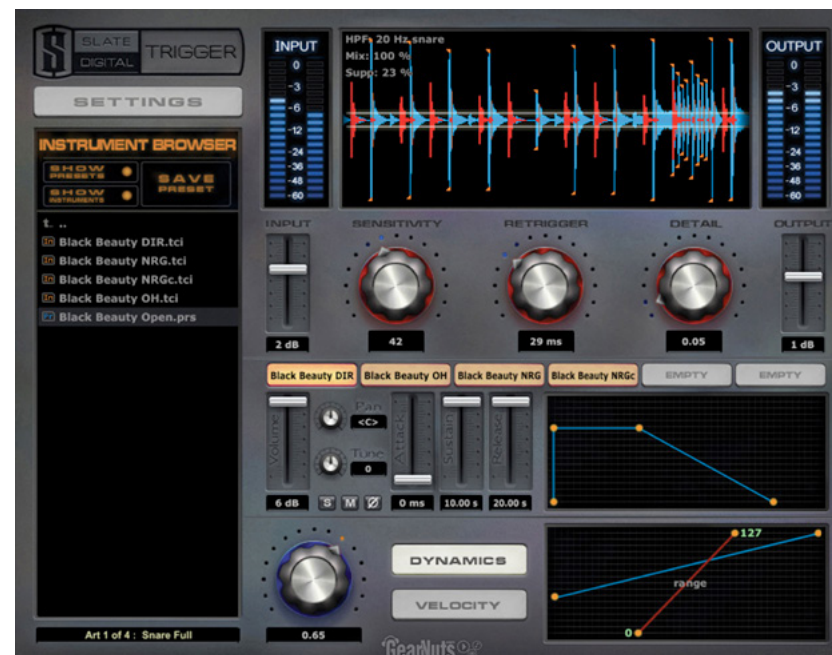 SLATE
DIGITAL
TRIGGER
SETTINGS
INSTRUMENT BROWSER
SHOW
PRESETS
SHOW
INSTRUMENTS
SAVE
PRESET
t. ..
In Black Beauty DIR.tci
In Black Beauty NRG.tci
In Black Beauty NRGc.tci
In Black Beauty OH.tci
Black Beauty Open.prs
Art 1 of 4 : Snare Full
INPUT
0
-3
-6
-12
-24
-36
-48
-60
HPF: 20 Hz snare
Mix: 100 %
Supp: 23 %
OUTPUT
0
-3
-6
-12
-24
-36
-48
-60
INPUT
SENSITIVITY
RETRIGGER
DETAIL
OUTPUT
2 dB
42
29 ms
0.05
1 dB
Black Beauty DIR
Black Beauty OH
Black Beauty NRG
Black Beauty NRGc
EMPTY
EMPTY
Volume
Pan
<C>
Tune
0
Attack
Sustain
Release
6 dB
S
M
Ø
0 ms
10.00 s
20.00 s
DYNAMICS
VELOCITY
0.65
127
range
0
GearNuts